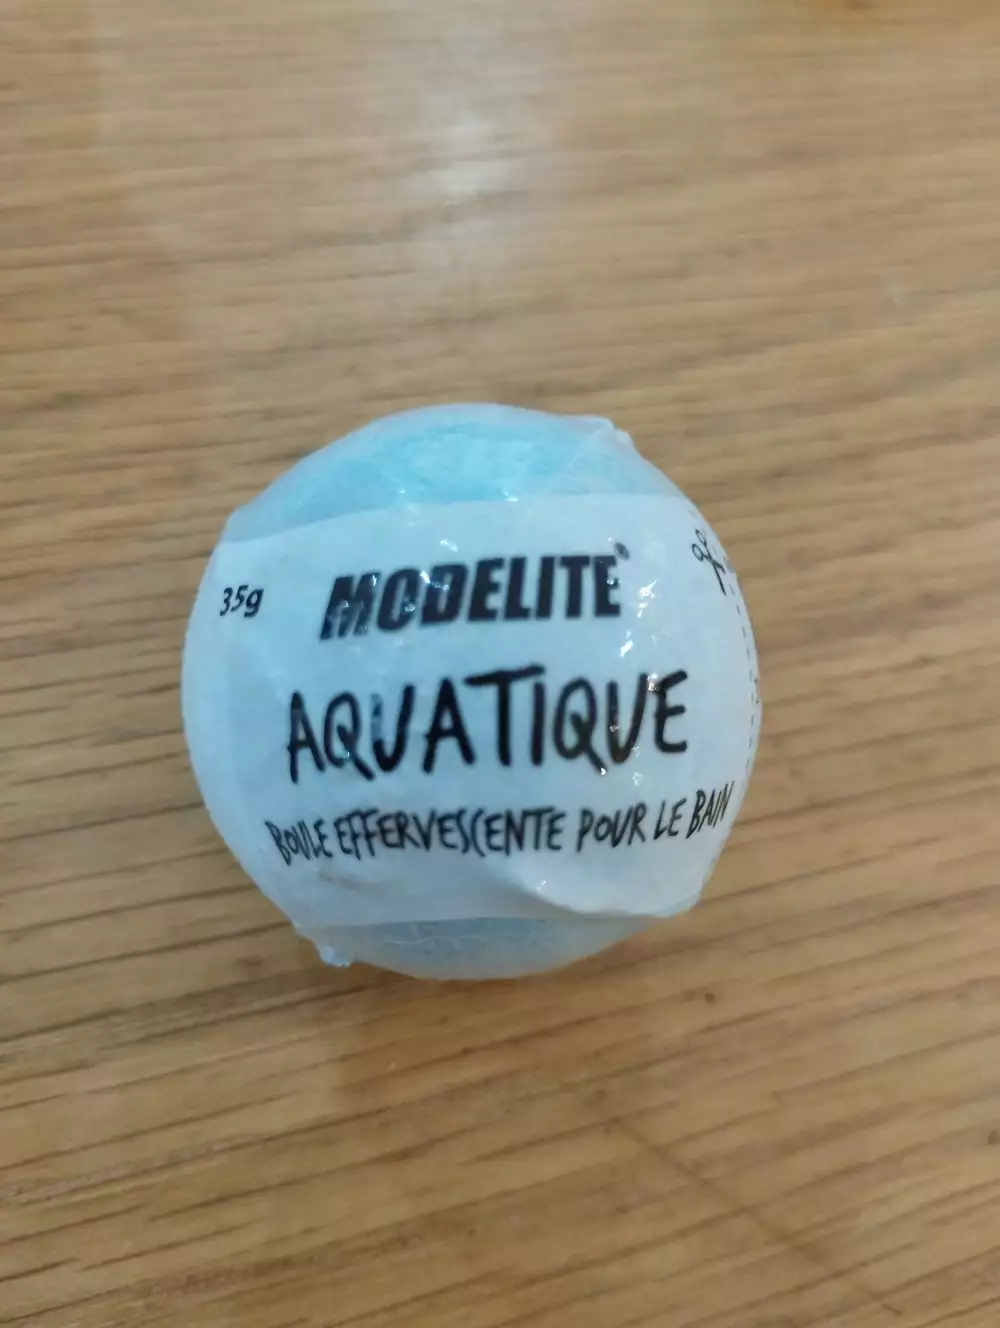 35g
MODELITE®
AQUATIQUE
BOULE EFFERVESCENTE POUR LE BAIN